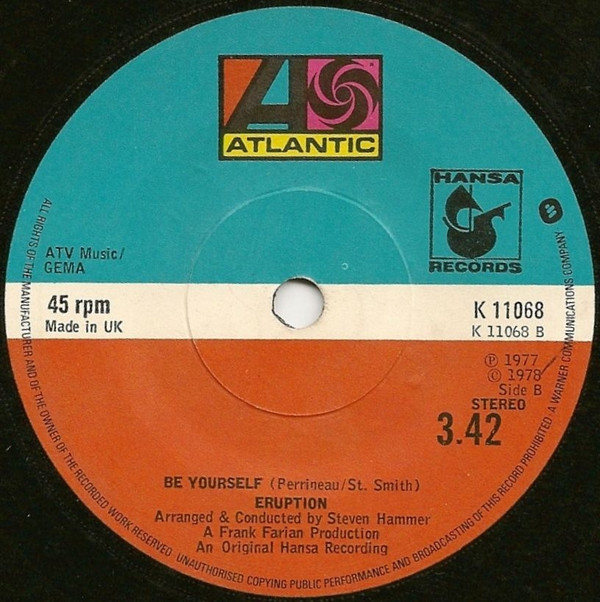 ATLANTIC
HANSA
RECORDS
ATV Music/
GEMA
45 rpm
Made in UK
K 11068
K 11068 B
Ⓟ 1977
© 1978
Side B
STEREO
3.42
BE YOURSELF (Perrineau/St. Smith)
ERUPTION
Arranged & Conducted by Steven Hammer
A Frank Farian Production
An Original Hansa Recording
ALL RIGHTS OF THE MANUFACTURER AND OF THE OWNER OF THE RECORDED WORK RESERVED UNAUTHORISED COPYING PUBLIC PERFORMANCE AND BROADCASTING OF THIS RECORD PROHIBITED · A WARNER COMMUNICATIONS COMPANY